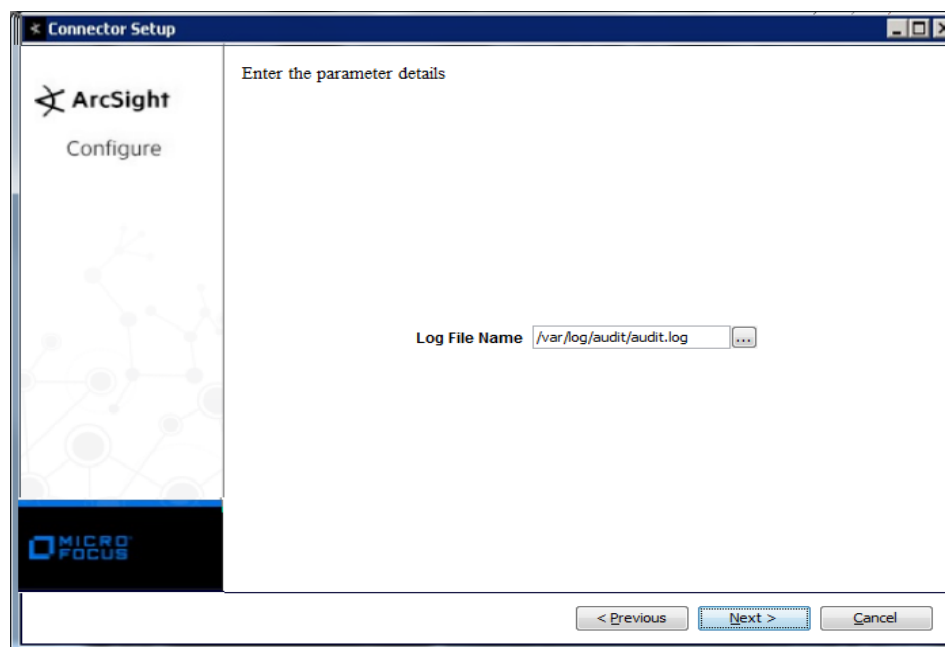 Connector Setup
ArcSight
Configure
Enter the parameter details
Log File Name /var/log/audit/audit.log ...
MICRO
FOCUS
< Previous Next > Cancel